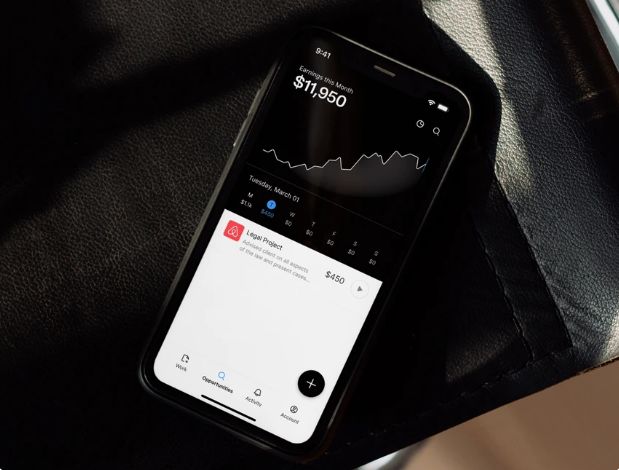 9:41
Earnings this Month
$11,950
Tuesday, March 01
M T W T F S S
$1.1k $450 $0 $0 $0 $0 $0
Legal Project
Advised client on all aspects
of the law and present cases...
$450
Work Opportunities Activity Account